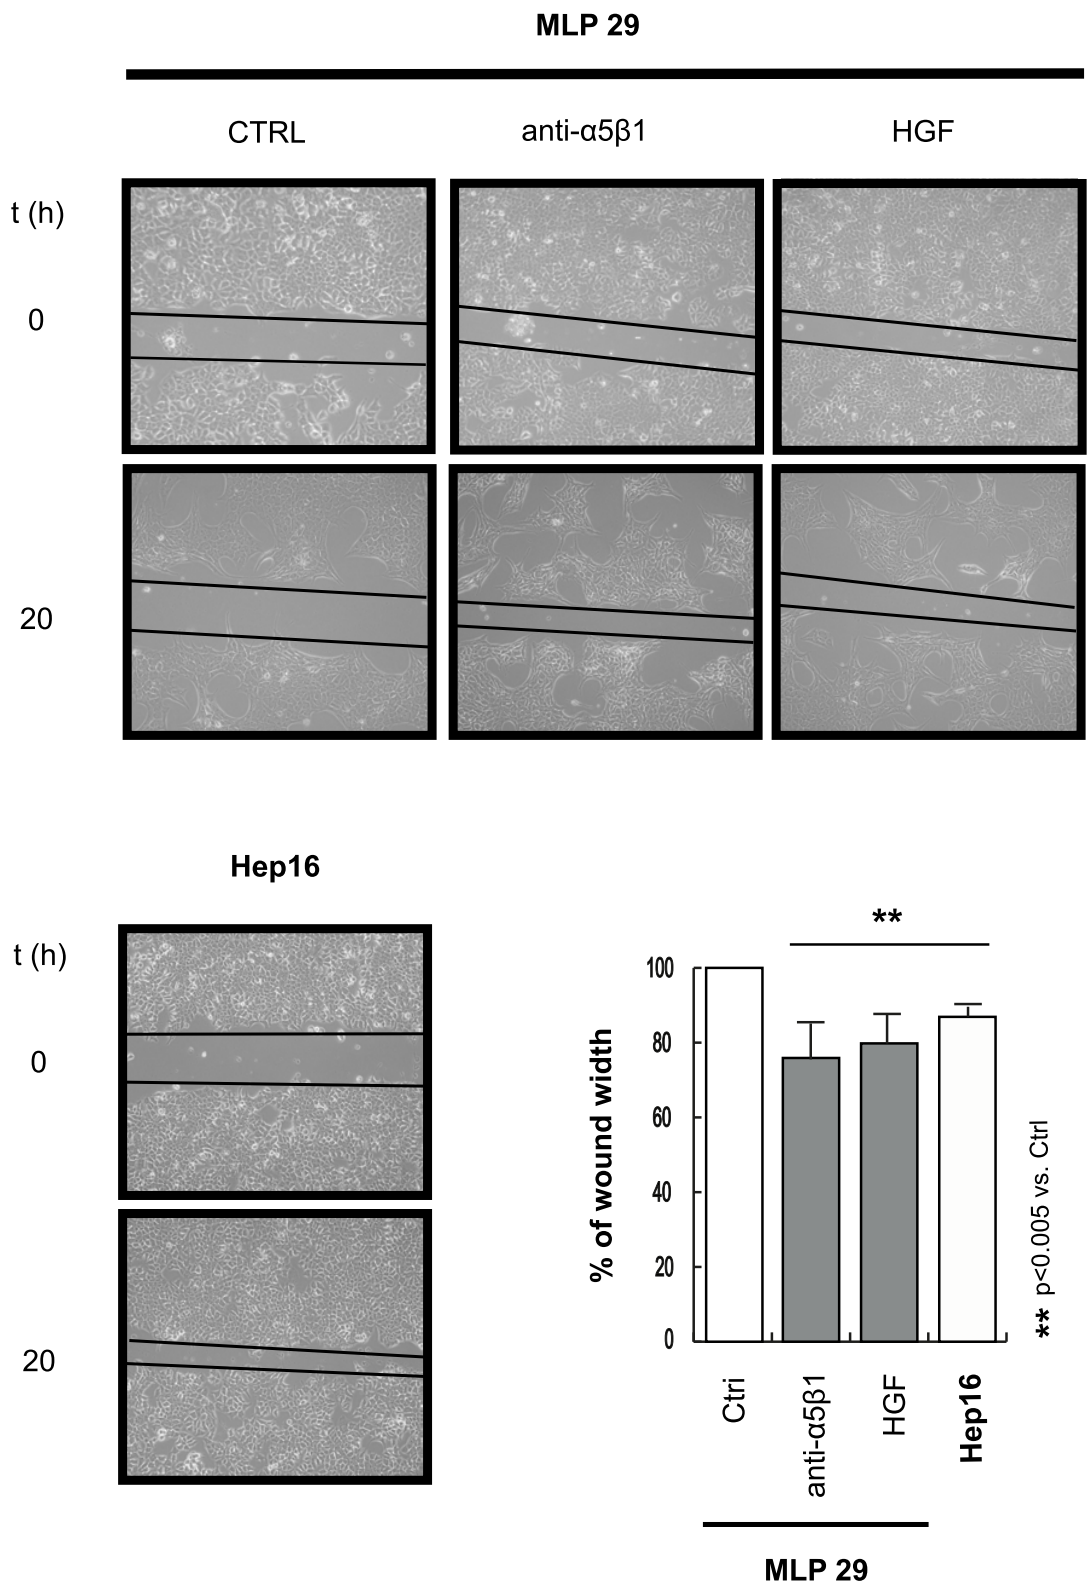 MLP 29
CTRL
anti-α5β1
HGF
t (h)
0
20
Hep16
t (h)
0
20
**
100
80
60
40
20
0
% of wound width
** p<0.005 vs. Ctrl
Ctri
anti-α5β1
HGF
Hep16
MLP 29